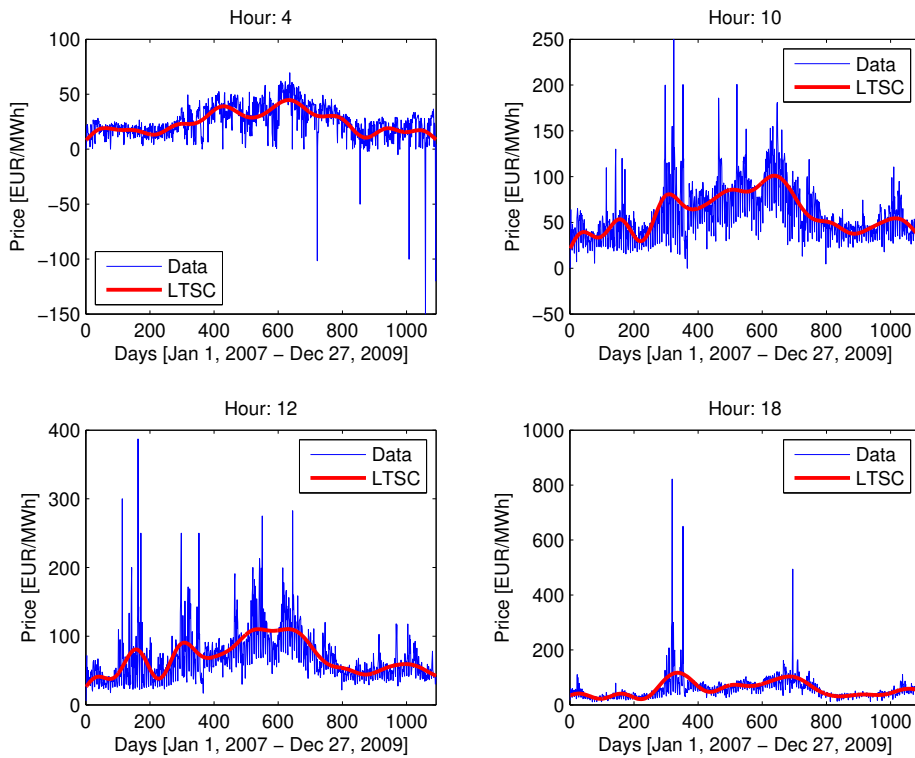 Hour: 4
Price [EUR/MWh]
100
50
0
−50
−100
−150
Data
LTSC
0 200 400 600 800 1000
Days [Jan 1, 2007 − Dec 27, 2009]
Hour: 10
Price [EUR/MWh]
250
200
150
100
50
0
−50
Data
LTSC
0 200 400 600 800 1000
Days [Jan 1, 2007 − Dec 27, 2009]
Hour: 12
Price [EUR/MWh]
400
300
200
100
0
Data
LTSC
0 200 400 600 800 1000
Days [Jan 1, 2007 − Dec 27, 2009]
Hour: 18
Price [EUR/MWh]
1000
800
600
400
200
0
Data
LTSC
0 200 400 600 800 1000
Days [Jan 1, 2007 − Dec 27, 2009]